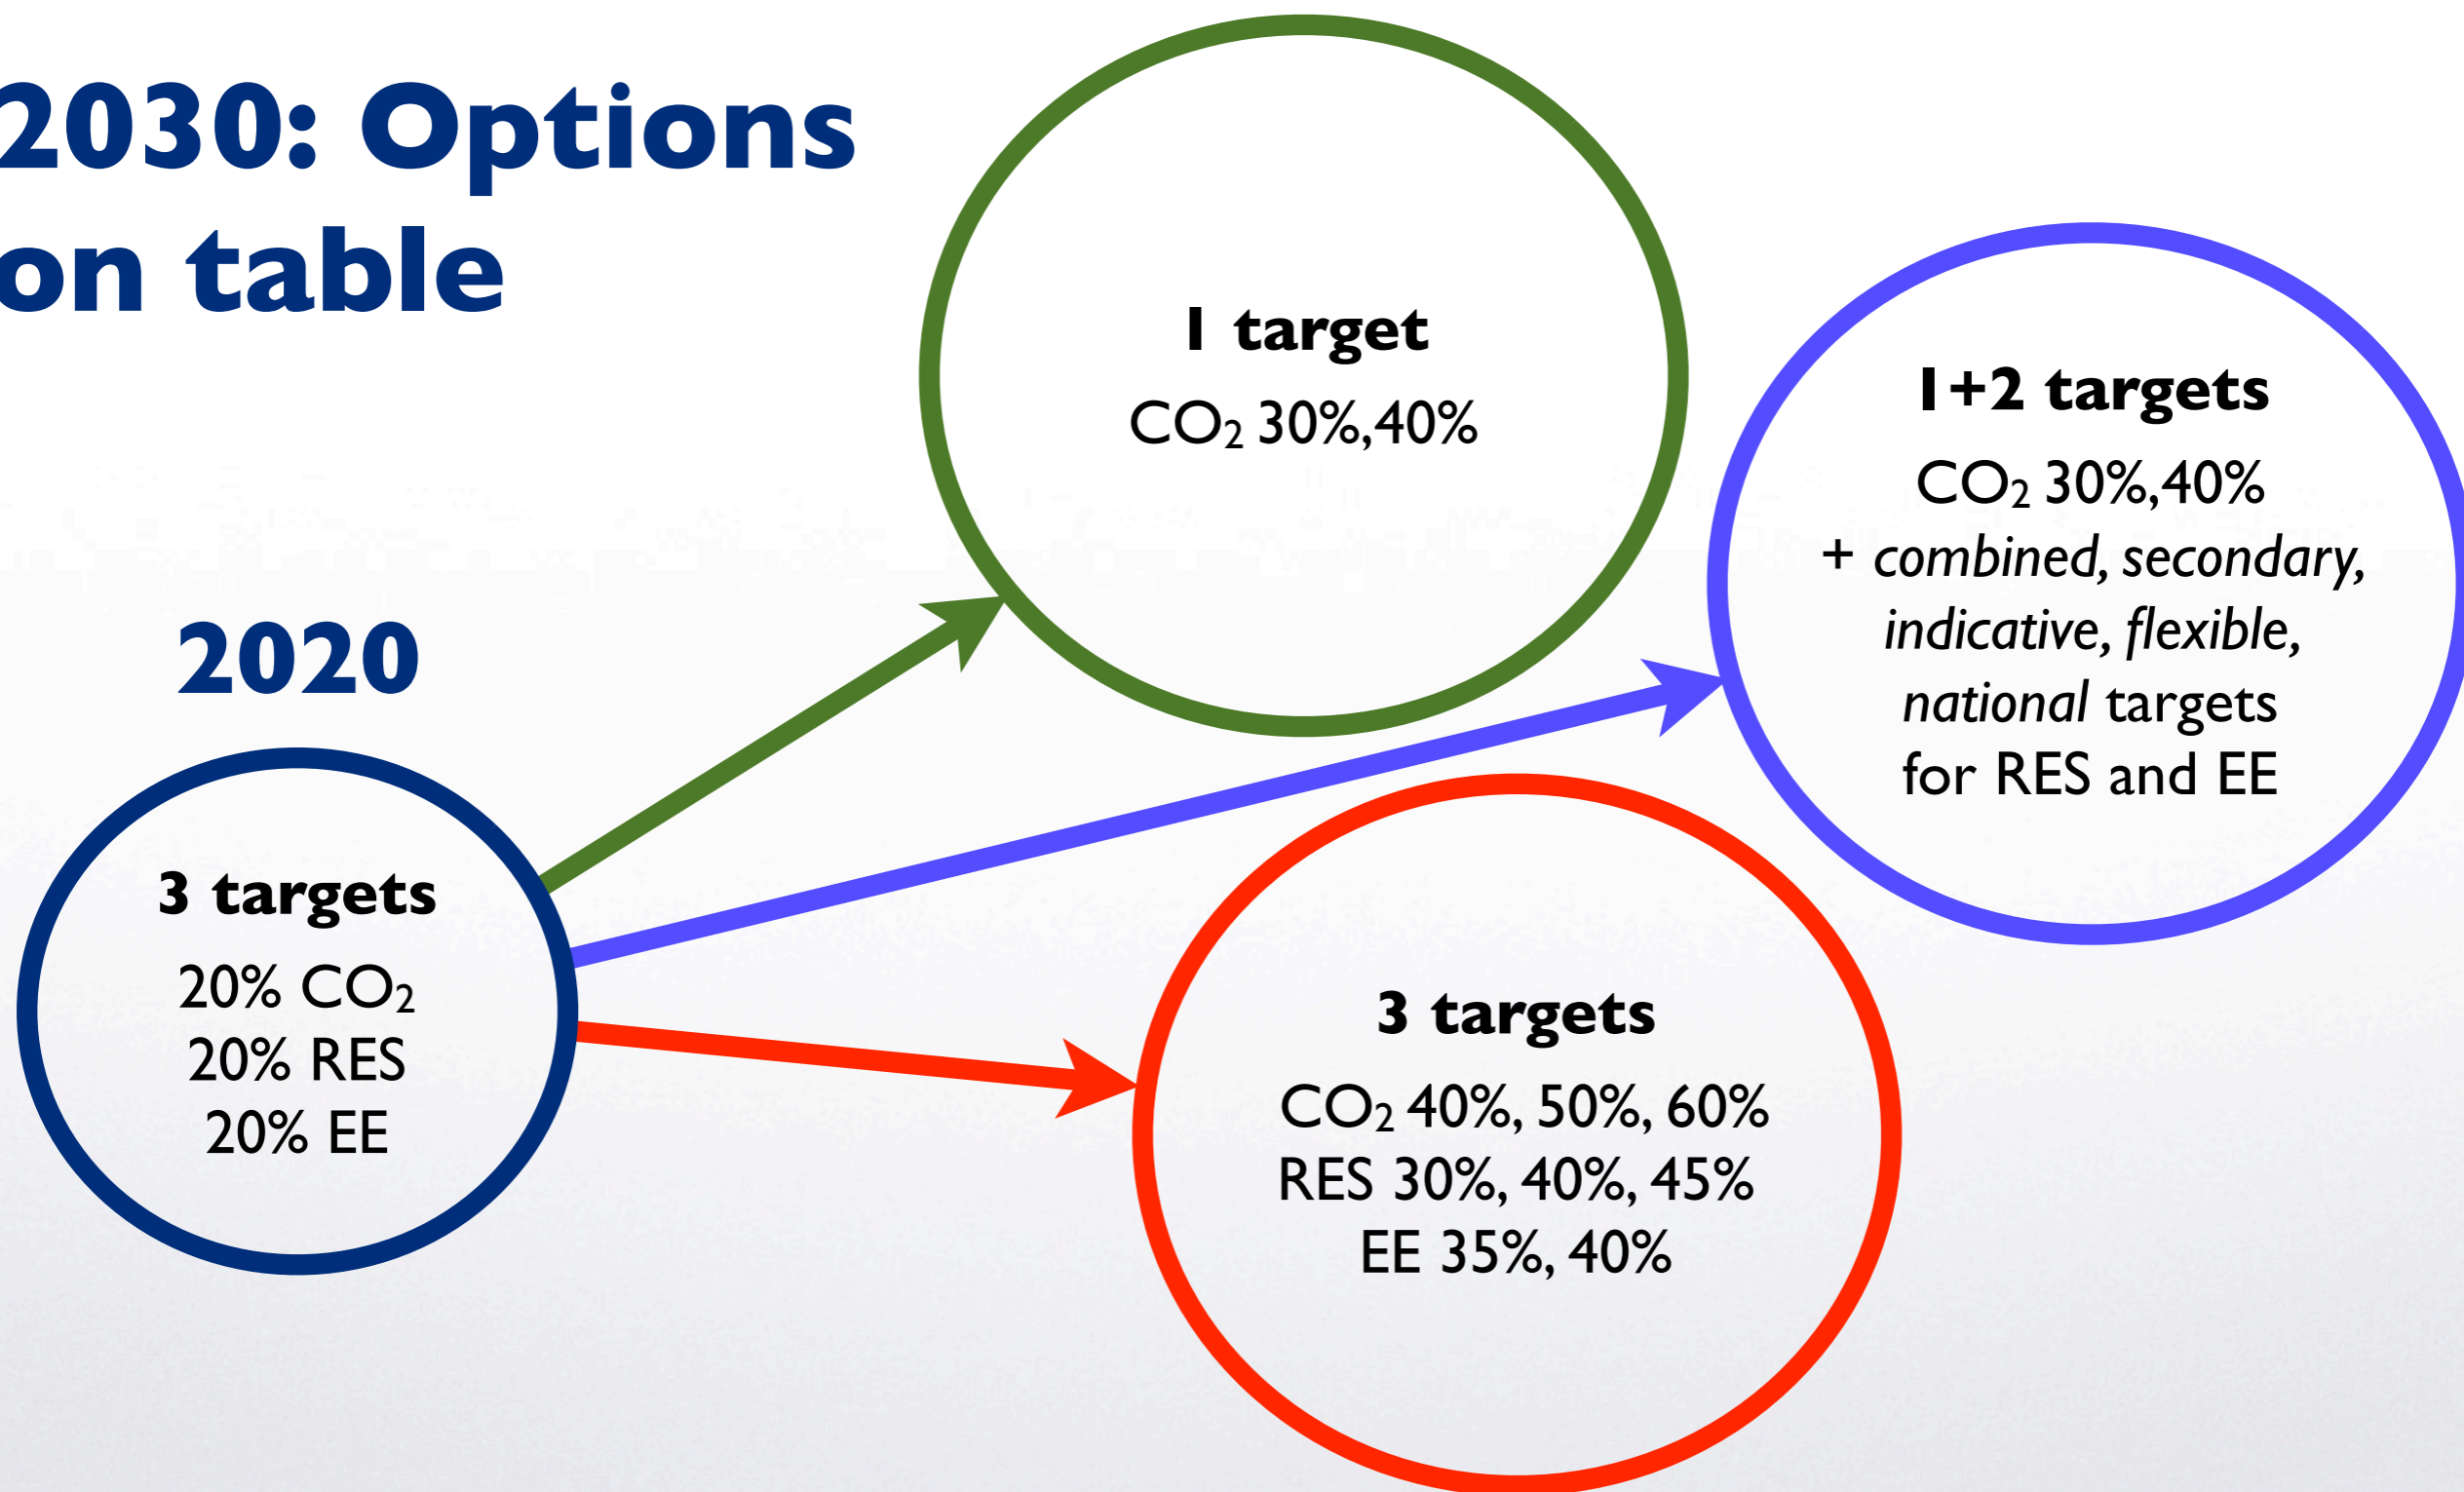 2030: Options
on table
1 target
CO₂ 30%,40%
1+2 targets
CO₂ 30%,40%
+ combined, secondary,
indicative, flexible,
national targets
for RES and EE
2020
3 targets
20% CO₂
20% RES
20% EE
3 targets
CO₂ 40%, 50%, 60%
RES 30%, 40%, 45%
EE 35%, 40%